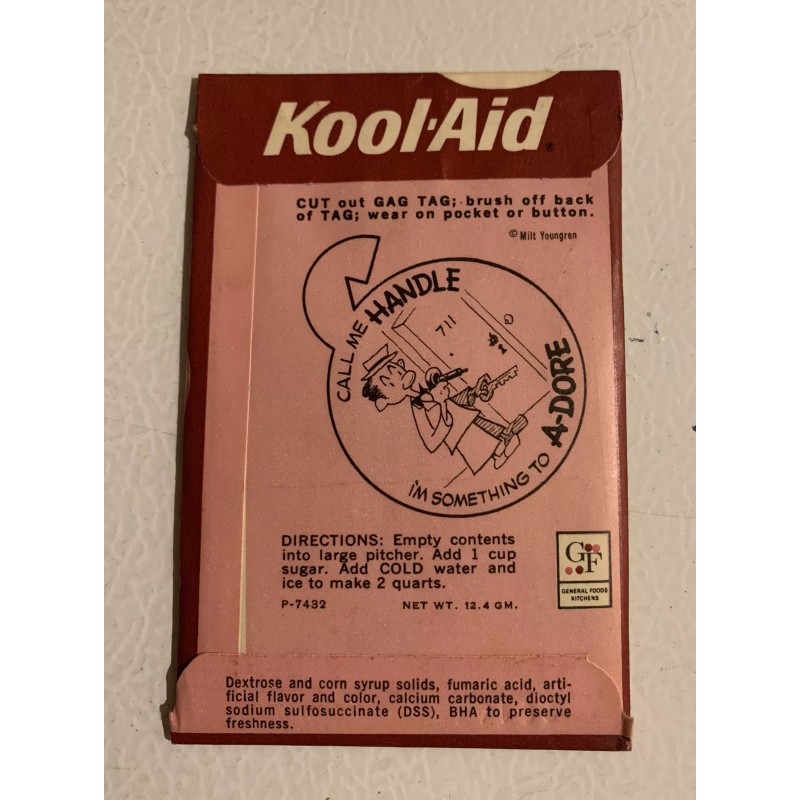 Kool-Aid®
CUT out GAG TAG; brush off back
of TAG; wear on pocket or button.
© Milt Youngren
CALL ME HANDLE
711
I'M SOMETHING TO A-DORE
DIRECTIONS: Empty contents
into large pitcher. Add 1 cup
sugar. Add COLD water and
ice to make 2 quarts.
P-7432 NET WT. 12.4 GM.
GF
GENERAL FOODS
KITCHENS
Dextrose and corn syrup solids, fumaric acid, arti-
ficial flavor and color, calcium carbonate, dioctyl
sodium sulfosuccinate (DSS), BHA to preserve
freshness.